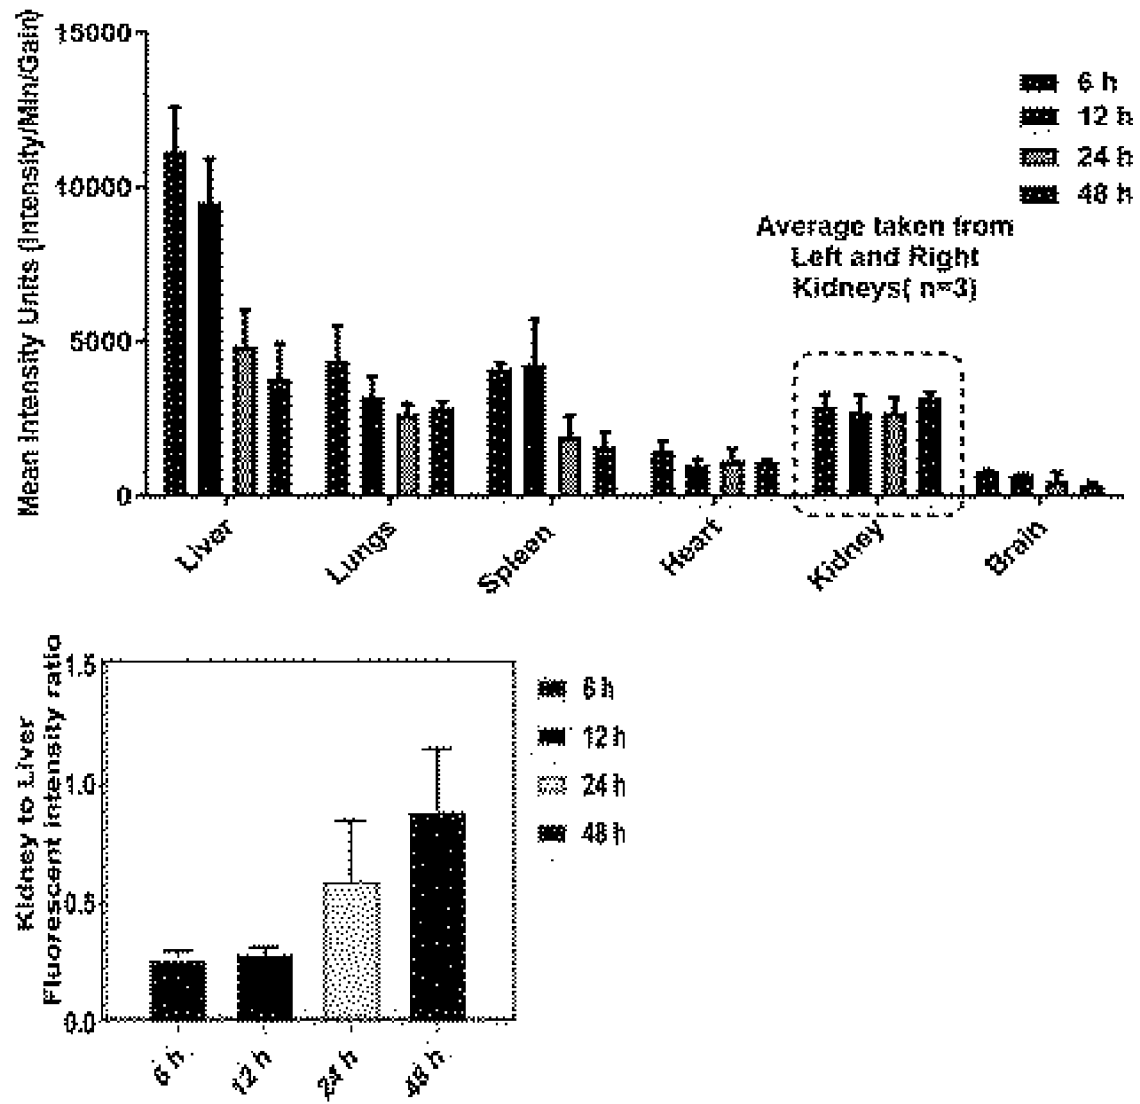 Mean Intensity Units (Intensity/Min/Gain)
15000
10000
5000
0
6 h
12 h
24 h
48 h
Average taken from
Left and Right
Kidneys( n=3)
Liver
Lungs
Spleen
Heart
Kidney
Brain
Kidney to Liver
Fluorescent intensity ratio
1.5
1.0
0.5
0.0
6 h
12 h
24 h
48 h
6 h
12 h
24 h
48 h